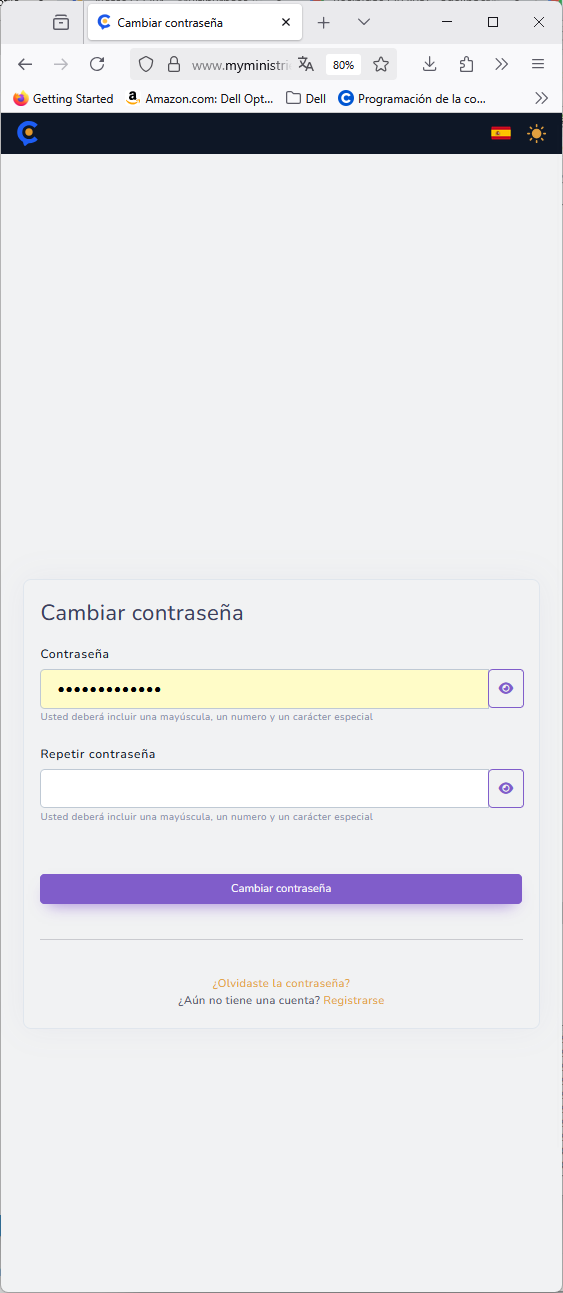 Cambiar contraseña
www.myministri
80%
Getting Started
Amazon.com: Dell Opt...
Dell
Programación de la co...
Cambiar contraseña
Contraseña
Usted deberá incluir una mayúscula, un numero y un carácter especial
Repetir contraseña
Usted deberá incluir una mayúscula, un numero y un carácter especial
Cambiar contraseña
¿Olvidaste la contraseña?
¿Aún no tiene una cuenta? Registrarse